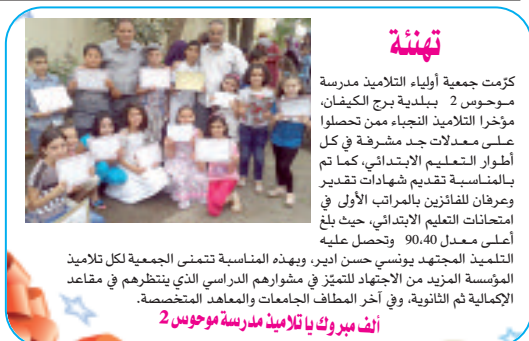 تهنئة
كرّمت جمعية أولياء التلاميذ مدرسة
موحوس 2 ببلدية برج الكيفان،
مؤخرا التلاميذ النجباء ممن تحصلوا
على معدلات جد مشرفة في كل
أطوار التعليم الابتدائي، كما تم
بالمناسبة تقديم شهادات تقدير
وعرفان للفائزين بالمراتب الأولى في
امتحانات التعليم الابتدائي، حيث بلغ
أعلى معدل 90،40 وتحصل عليه
التلميذ المجتهد يونسي حسن ادير، وبهذه المناسبة تتمنى الجمعية لكل تلاميذ
المؤسسة المزيد من الاجتهاد للتميّز في مشوارهم الدراسي الذي ينتظرهم في مقاعد
الإكمالية ثم الثانوية، وفي آخر المطاف الجامعات والمعاهد المتخصصة.
ألف مبروك يا تلاميذ مدرسة موحوس 2